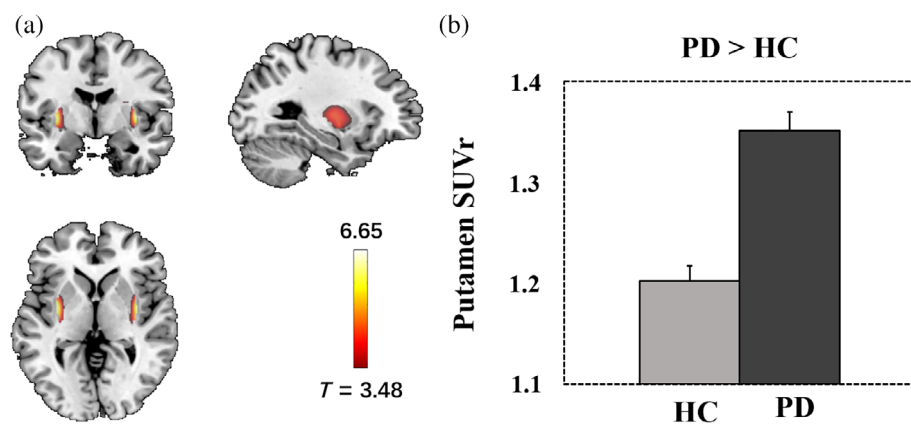 (a)
6.65
T = 3.48
(b)
PD > HC
1.4
1.3
1.2
1.1
Putamen SUVr
HC
PD